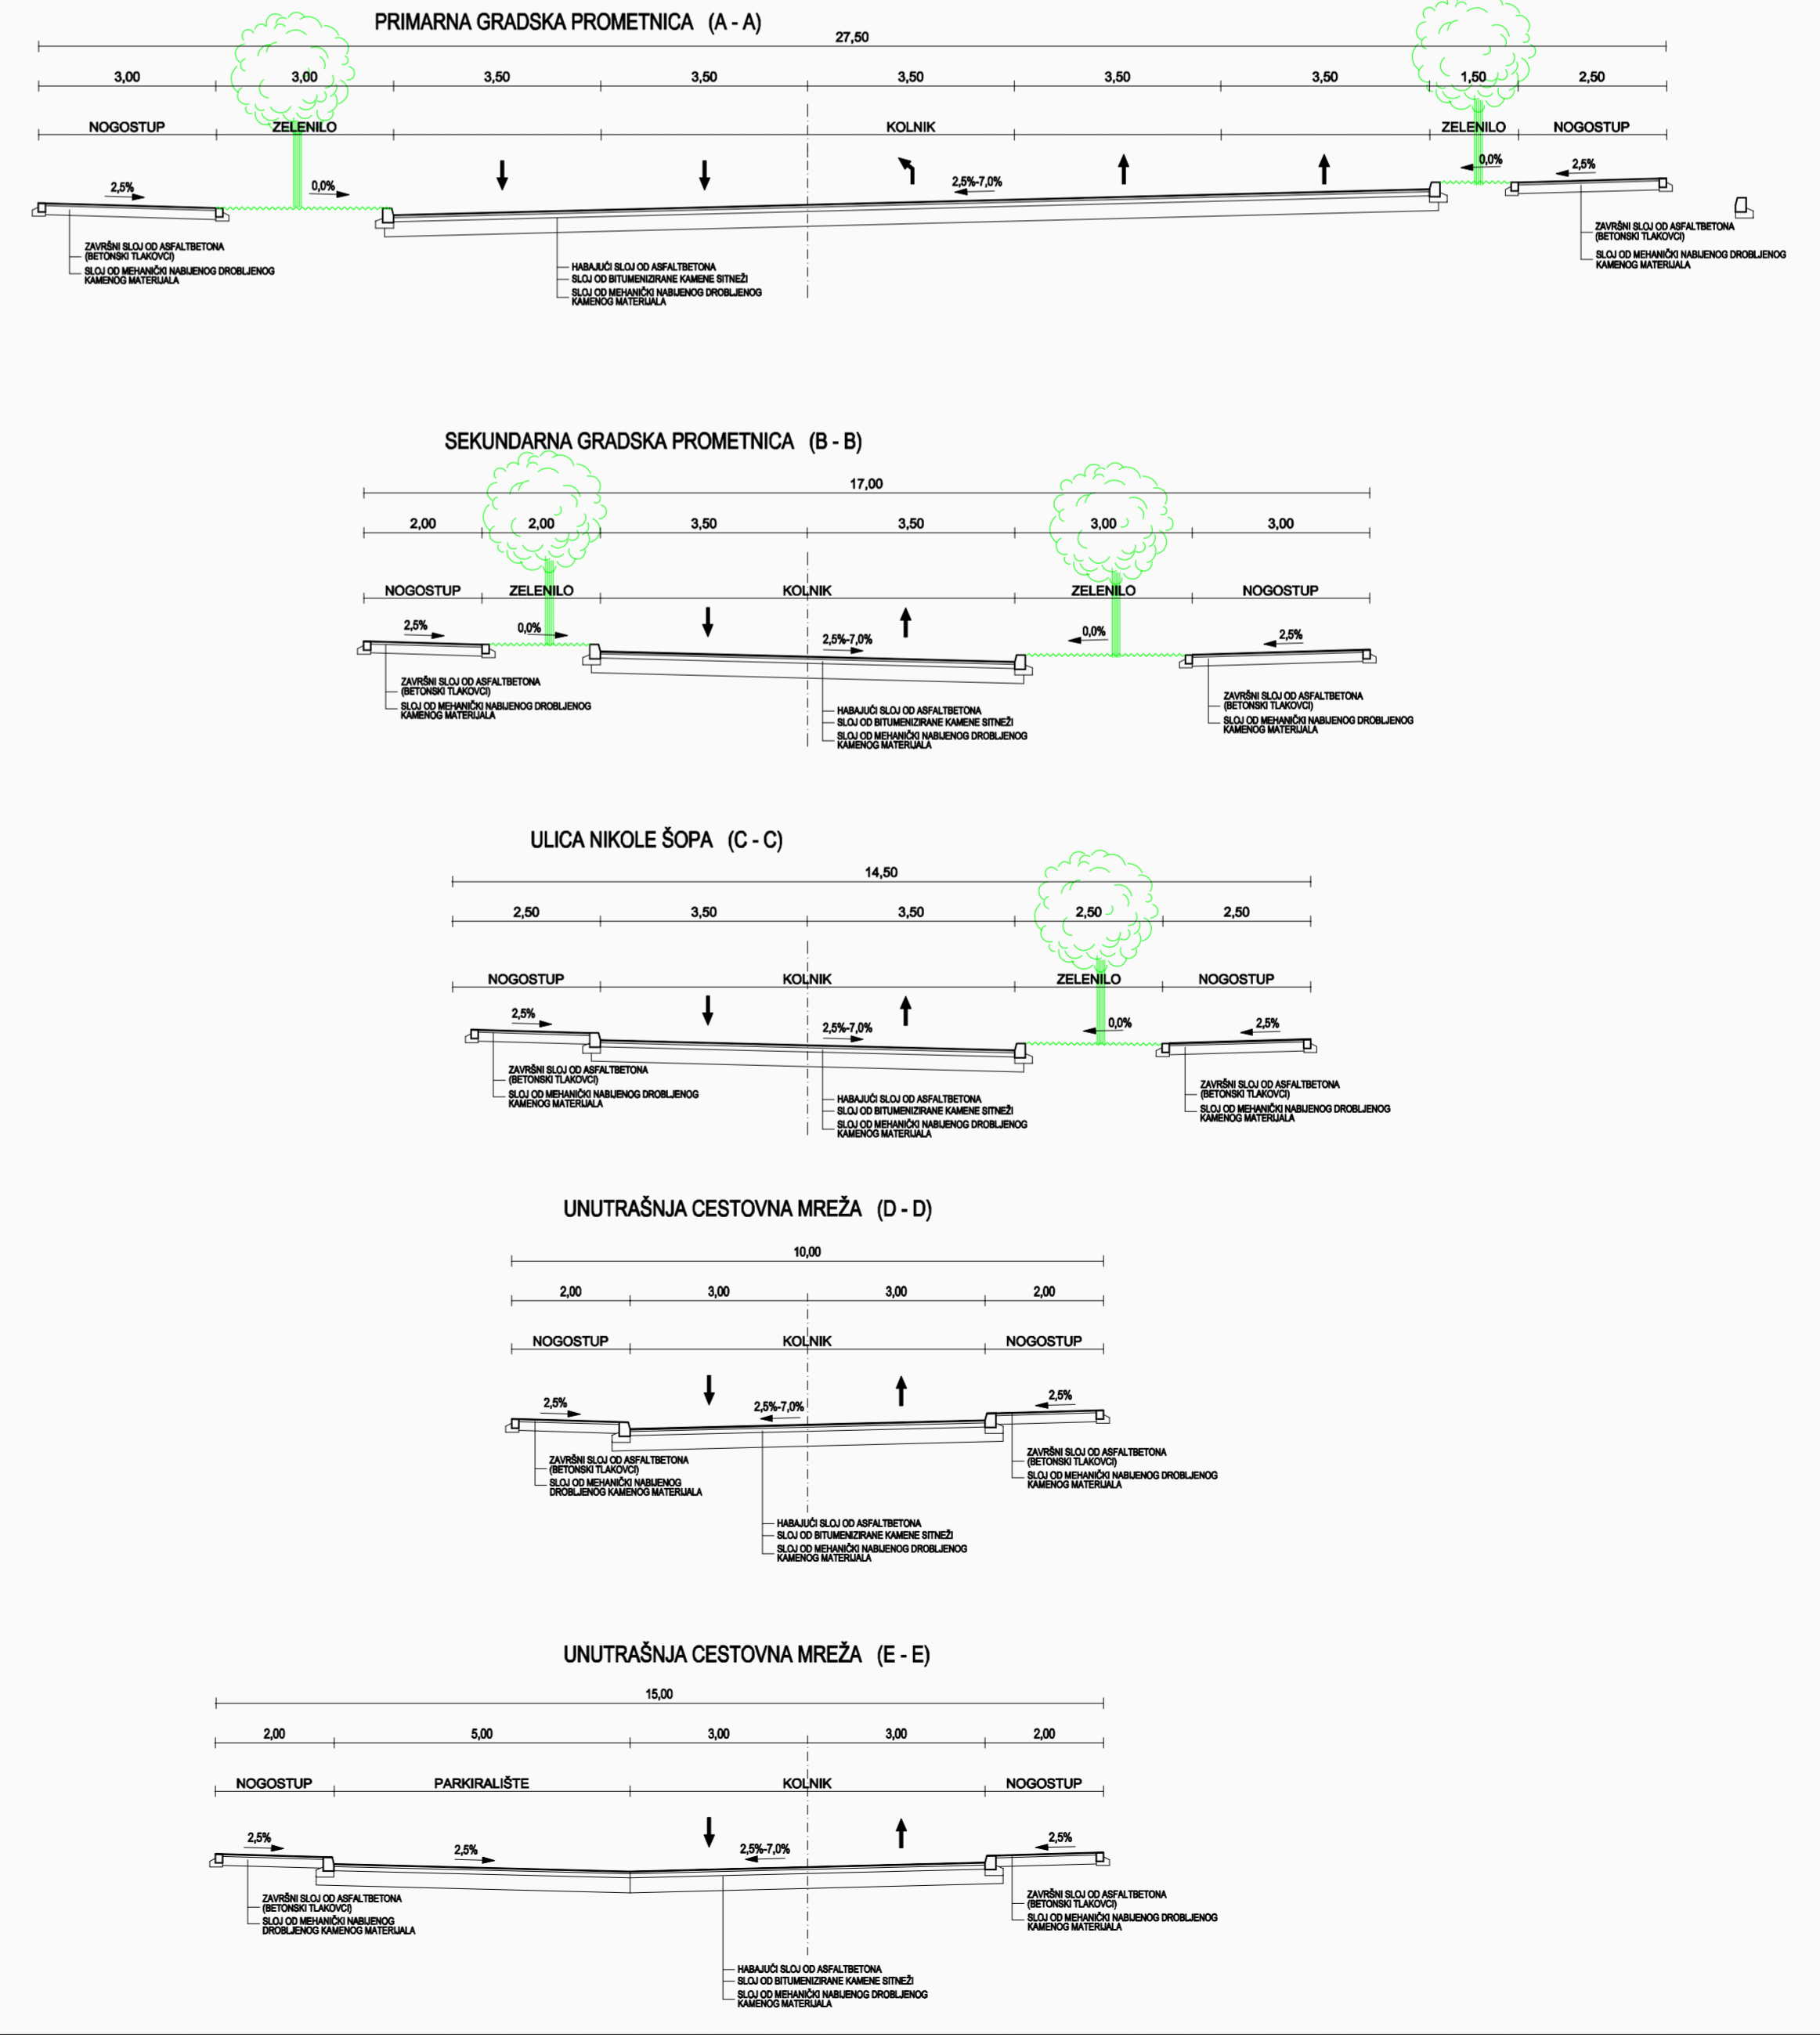 PRIMARNA GRADSKA PROMETNICA (A - A)
27,50
3,00 3,00 3,50 3,50 3,50 3,50 3,50 1,50 2,50
NOGOSTUP ZELENILO KOLNIK ZELENILO NOGOSTUP
2,5% 0,0% 2,5%-7,0% 0,0% 2,5%
ZAVRŠNI SLOJ OD ASFALTBETONA
(BETONSKI TLAKOVCI)
SLOJ OD MEHANIČKI NABIJENOG DROBLJENOG
KAMENOG MATERIJALA
HABAJUĆI SLOJ OD ASFALTBETONA
SLOJ OD BITUMENIZIRANE KAMENE SITNEŽI
SLOJ OD MEHANIČKI NABIJENOG DROBLJENOG
KAMENOG MATERIJALA
ZAVRŠNI SLOJ OD ASFALTBETONA
(BETONSKI TLAKOVCI)
SLOJ OD MEHANIČKI NABIJENOG DROBLJENOG
KAMENOG MATERIJALA
SEKUNDARNA GRADSKA PROMETNICA (B - B)
17,00
2,00 2,00 3,50 3,50 3,00 3,00
NOGOSTUP ZELENILO KOLNIK ZELENILO NOGOSTUP
2,5% 0,0% 2,5%-7,0% 0,0% 2,5%
ZAVRŠNI SLOJ OD ASFALTBETONA
(BETONSKI TLAKOVCI)
SLOJ OD MEHANIČKI NABIJENOG DROBLJENOG
KAMENOG MATERIJALA
HABAJUĆI SLOJ OD ASFALTBETONA
SLOJ OD BITUMENIZIRANE KAMENE SITNEŽI
SLOJ OD MEHANIČKI NABIJENOG DROBLJENOG
KAMENOG MATERIJALA
ZAVRŠNI SLOJ OD ASFALTBETONA
(BETONSKI TLAKOVCI)
SLOJ OD MEHANIČKI NABIJENOG DROBLJENOG
KAMENOG MATERIJALA
ULICA NIKOLE ŠOPA (C - C)
14,50
2,50 3,50 3,50 2,50 2,50
NOGOSTUP KOLNIK ZELENILO NOGOSTUP
2,5% 2,5%-7,0% 0,0% 2,5%
ZAVRŠNI SLOJ OD ASFALTBETONA
(BETONSKI TLAKOVCI)
SLOJ OD MEHANIČKI NABIJENOG DROBLJENOG
KAMENOG MATERIJALA
HABAJUĆI SLOJ OD ASFALTBETONA
SLOJ OD BITUMENIZIRANE KAMENE SITNEŽI
SLOJ OD MEHANIČKI NABIJENOG DROBLJENOG
KAMENOG MATERIJALA
ZAVRŠNI SLOJ OD ASFALTBETONA
(BETONSKI TLAKOVCI)
SLOJ OD MEHANIČKI NABIJENOG DROBLJENOG
KAMENOG MATERIJALA
UNUTRAŠNJA CESTOVNA MREŽA (D - D)
10,00
2,00 3,00 3,00 2,00
NOGOSTUP KOLNIK NOGOSTUP
2,5% 2,5%-7,0% 2,5%
ZAVRŠNI SLOJ OD ASFALTBETONA
(BETONSKI TLAKOVCI)
SLOJ OD MEHANIČKI NABIJENOG
DROBLJENOG KAMENOG MATERIJALA
HABAJUĆI SLOJ OD ASFALTBETONA
SLOJ OD BITUMENIZIRANE KAMENE SITNEŽI
SLOJ OD MEHANIČKI NABIJENOG DROBLJENOG
KAMENOG MATERIJALA
ZAVRŠNI SLOJ OD ASFALTBETONA
(BETONSKI TLAKOVCI)
SLOJ OD MEHANIČKI NABIJENOG DROBLJENOG
KAMENOG MATERIJALA
UNUTRAŠNJA CESTOVNA MREŽA (E - E)
15,00
2,00 5,00 3,00 3,00 2,00
NOGOSTUP PARKIRALIŠTE KOLNIK NOGOSTUP
2,5% 2,5% 2,5%-7,0% 2,5%
ZAVRŠNI SLOJ OD ASFALTBETONA
(BETONSKI TLAKOVCI)
SLOJ OD MEHANIČKI NABIJENOG
DROBLJENOG KAMENOG MATERIJALA
HABAJUĆI SLOJ OD ASFALTBETONA
SLOJ OD BITUMENIZIRANE KAMENE SITNEŽI
SLOJ OD MEHANIČKI NABIJENOG DROBLJENOG
KAMENOG MATERIJALA
ZAVRŠNI SLOJ OD ASFALTBETONA
(BETONSKI TLAKOVCI)
SLOJ OD MEHANIČKI NABIJENOG DROBLJENOG
KAMENOG MATERIJALA